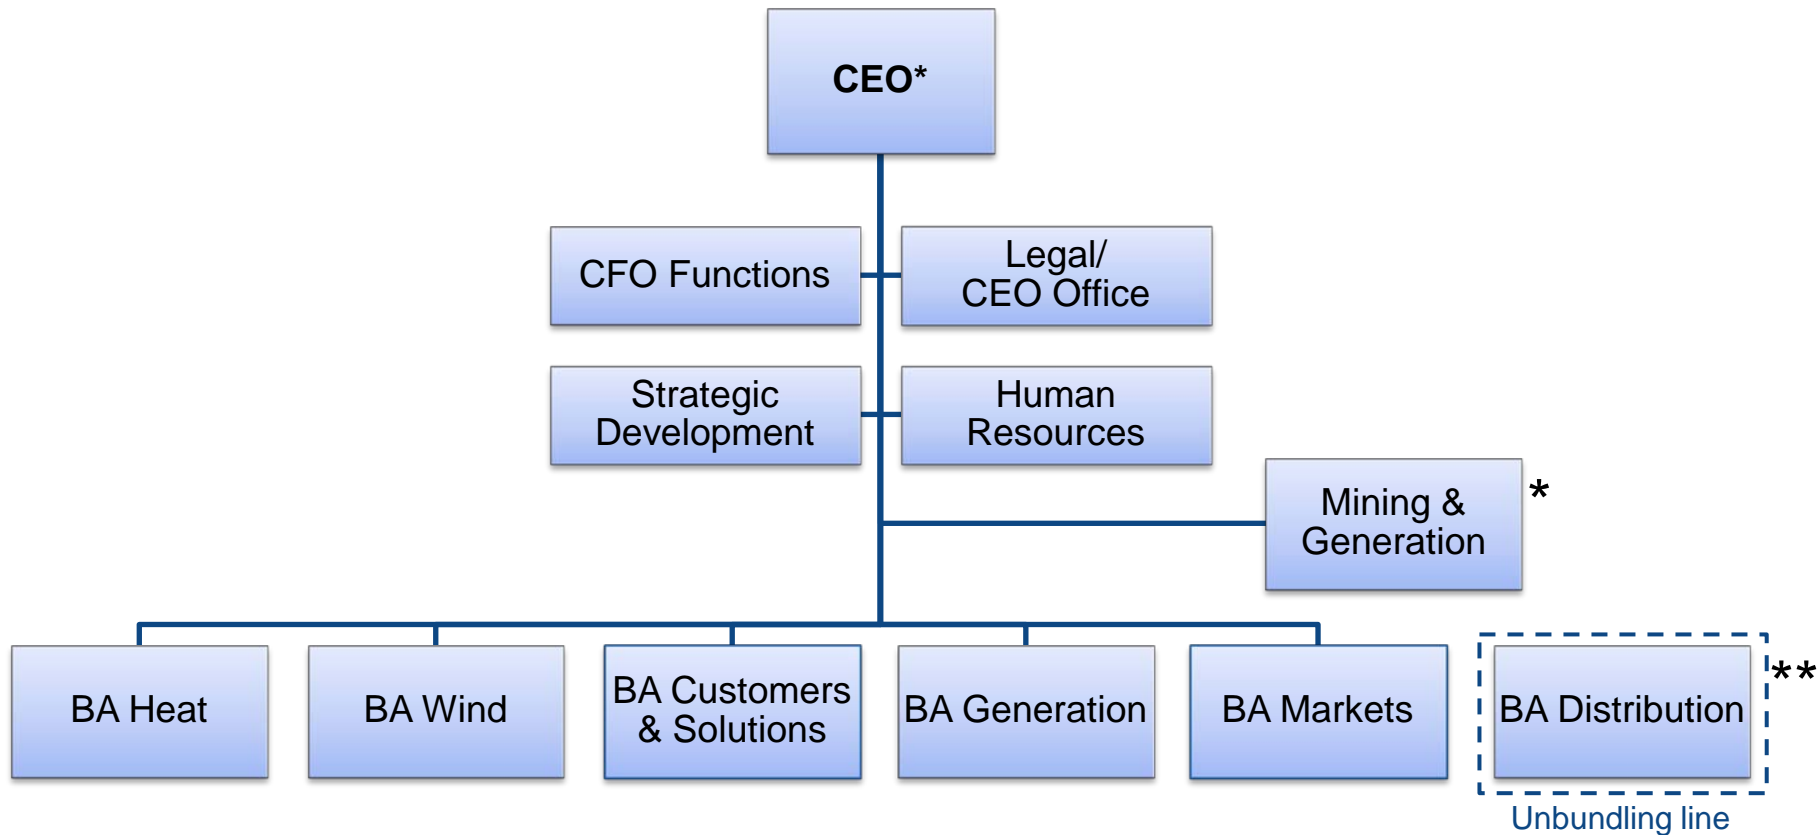 CEO*
CFO Functions
Legal/
CEO Office
Strategic
Development
Human
Resources
Mining &
Generation
*
BA Heat
BA Wind
BA Customers
& Solutions
BA Generation
BA Markets
BA Distribution
**
Unbundling line